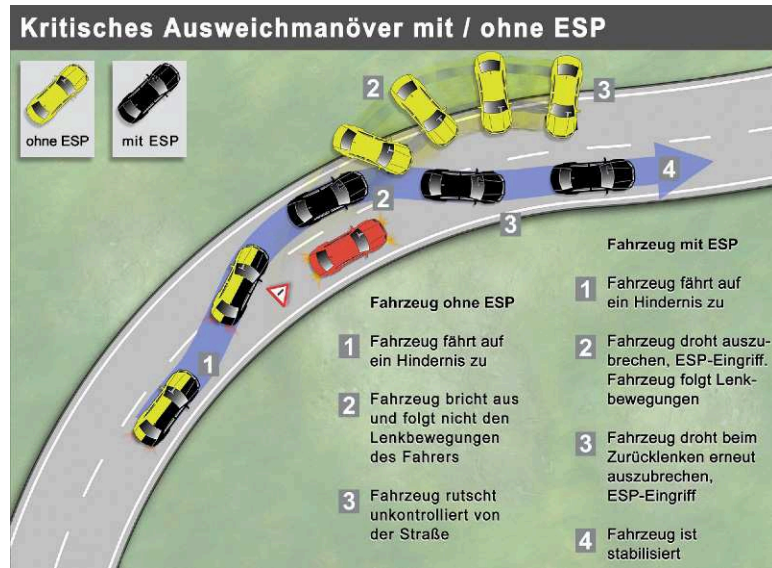 Kritisches Ausweichmanöver mit / ohne ESP
ohne ESP
mit ESP
2
3
4
2
3
1
Fahrzeug ohne ESP
1
Fahrzeug fährt auf
ein Hindernis zu
2
Fahrzeug bricht aus
und folgt nicht den
Lenkbewegungen
des Fahrers
3
Fahrzeug rutscht
unkontrolliert von
der Straße
Fahrzeug mit ESP
1
Fahrzeug fährt auf
ein Hindernis zu
2
Fahrzeug droht auszu-
brechen, ESP-Eingriff.
Fahrzeug folgt Lenk-
bewegungen
3
Fahrzeug droht beim
Zurücklenken erneut
auszubrechen,
ESP-Eingriff
4
Fahrzeug ist
stabilisiert